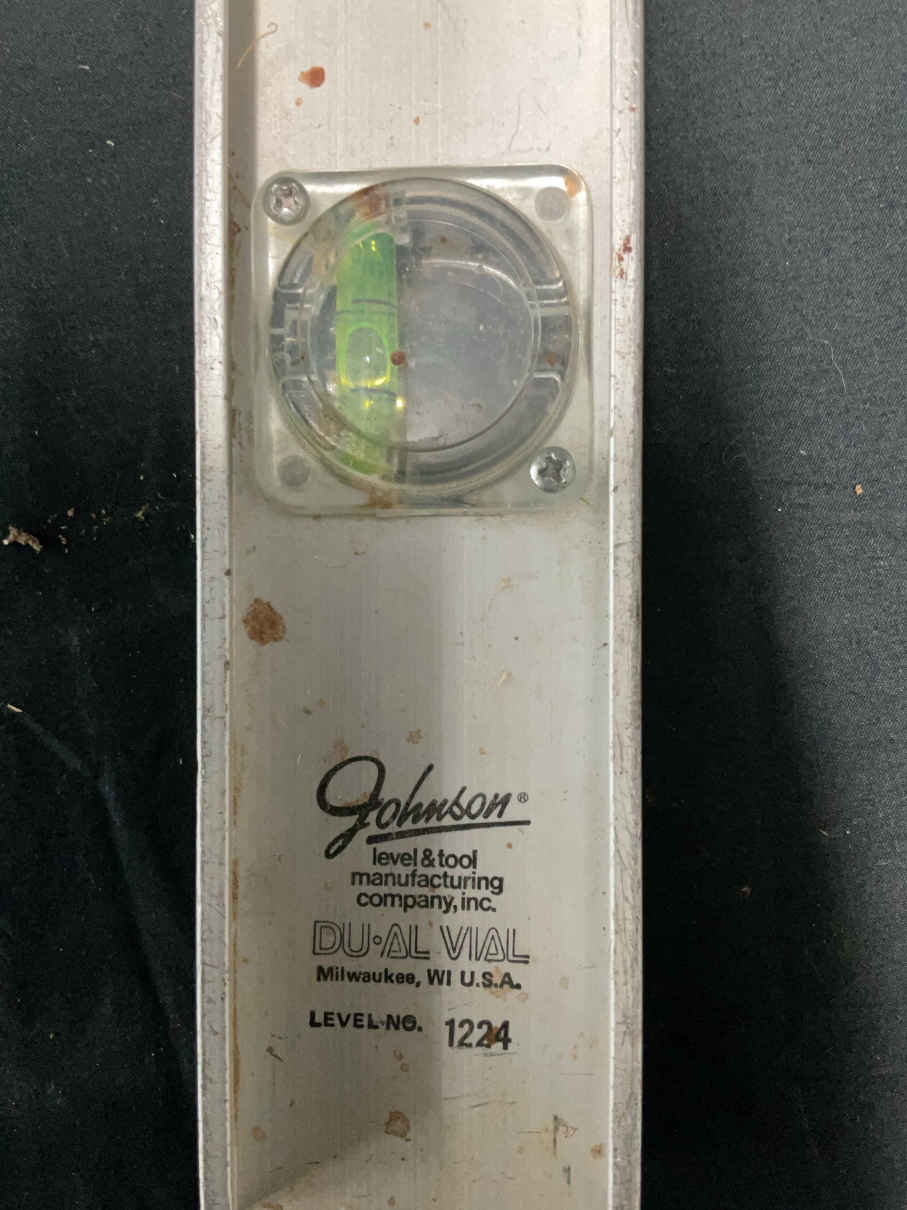 Johnson®
level & tool
manufacturing
company, inc.
DU•AL VIAL
Milwaukee, WI U.S.A.
LEVEL NO. 1224